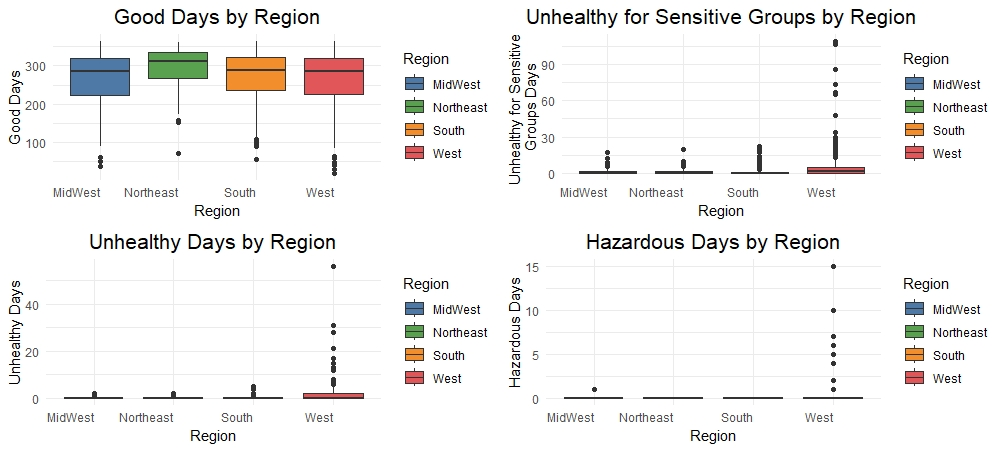 Good Days by Region
Good Days
300
200
100
MidWest Northeast South West
Region
Region
MidWest
Northeast
South
West
Unhealthy for Sensitive Groups by Region
Unhealthy for Sensitive
Groups Days
90
60
30
0
MidWest Northeast South West
Region
Region
MidWest
Northeast
South
West
Unhealthy Days by Region
Unhealthy Days
40
20
0
MidWest Northeast South West
Region
Region
MidWest
Northeast
South
West
Hazardous Days by Region
Hazardous Days
15
10
5
0
MidWest Northeast South West
Region
Region
MidWest
Northeast
South
West